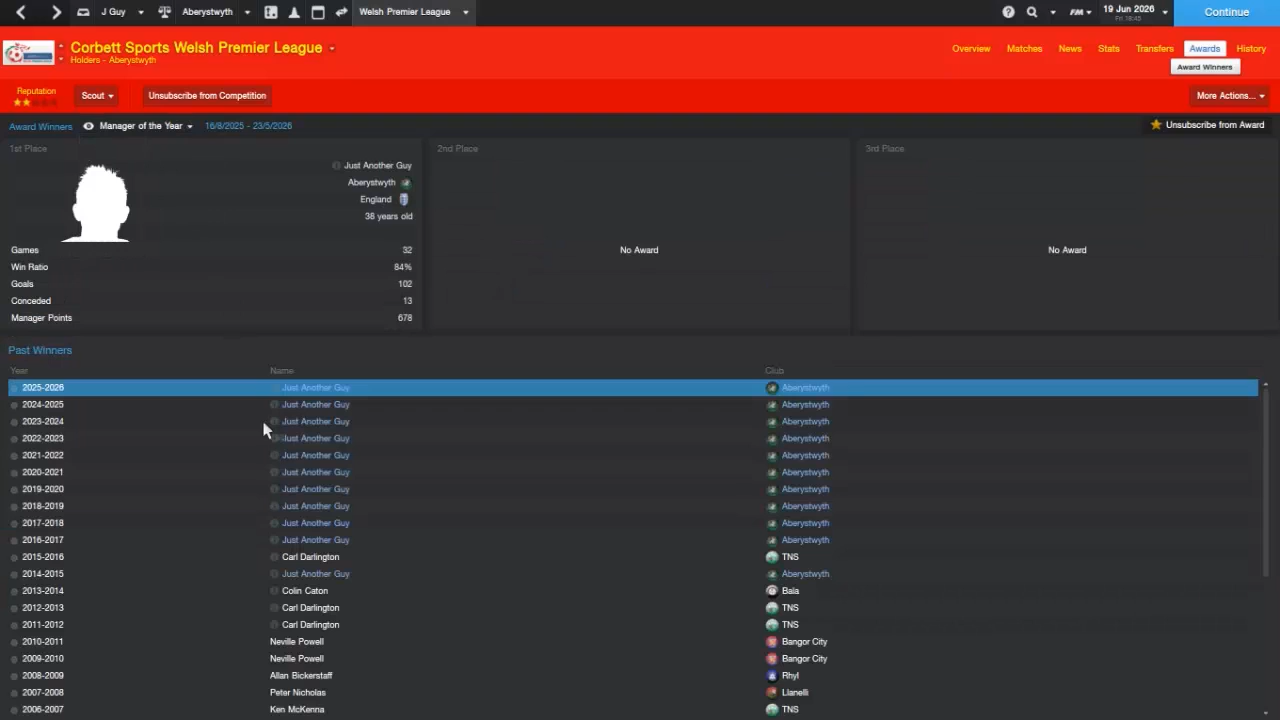 J Guy Aberystwyth Welsh Premier League FM 19 Jun 2026 Fri 18:45 Continue
Corbett Sports Welsh Premier League
Holders - Aberystwyth
Overview Matches News Stats Transfers Awards History
Award Winners
Reputation
Scout Unsubscribe from Competition More Actions...
Award Winners Manager of the Year 16/8/2025 - 23/5/2026 Unsubscribe from Award
1st Place 2nd Place 3rd Place
Just Another Guy
Aberystwyth
England
38 years old
Games 32 No Award No Award
Win Ratio 84%
Goals 102
Conceded 13
Manager Points 678
Past Winners
Year Name Club
2025-2026 Just Another Guy Aberystwyth
2024-2025 Just Another Guy Aberystwyth
2023-2024 Just Another Guy Aberystwyth
2022-2023 Just Another Guy Aberystwyth
2021-2022 Just Another Guy Aberystwyth
2020-2021 Just Another Guy Aberystwyth
2019-2020 Just Another Guy Aberystwyth
2018-2019 Just Another Guy Aberystwyth
2017-2018 Just Another Guy Aberystwyth
2016-2017 Just Another Guy Aberystwyth
2015-2016 Carl Darlington TNS
2014-2015 Just Another Guy Aberystwyth
2013-2014 Colin Caton Bala
2012-2013 Carl Darlington TNS
2011-2012 Carl Darlington TNS
2010-2011 Neville Powell Bangor City
2009-2010 Neville Powell Bangor City
2008-2009 Allan Bickerstaff Rhyl
2007-2008 Peter Nicholas Llanelli
2006-2007 Ken McKenna TNS